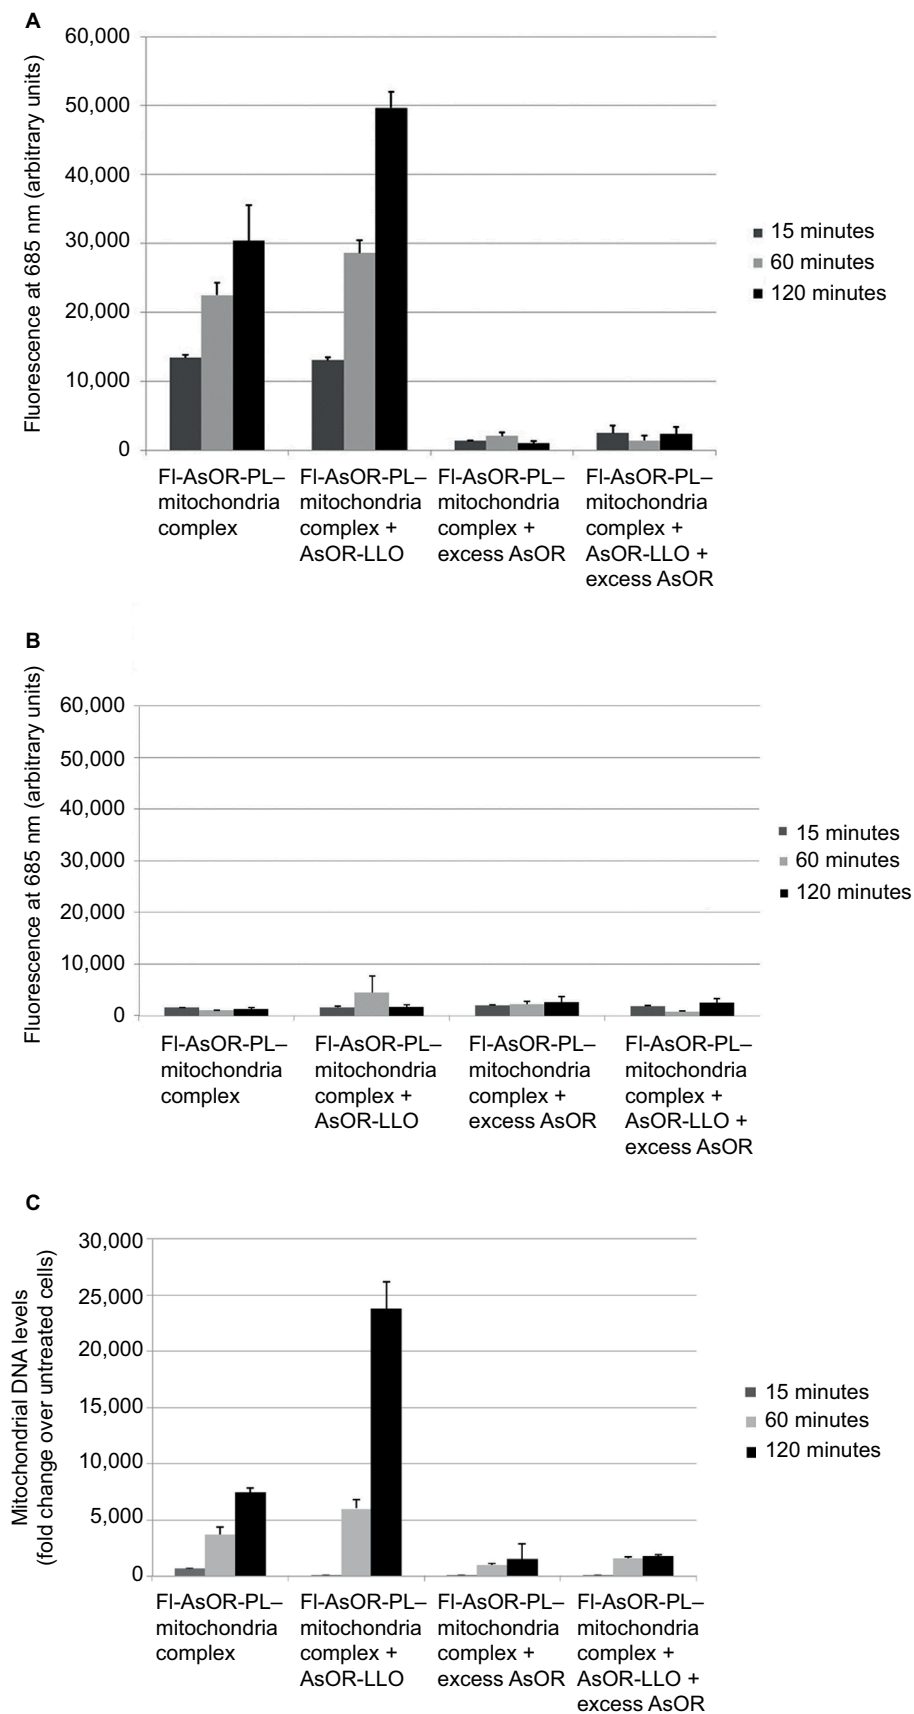 A
Fluorescence at 685 nm (arbitrary units)
60,000
50,000
40,000
30,000
20,000
10,000
0
15 minutes
60 minutes
120 minutes
Fl-AsOR-PL–
mitochondria
complex
Fl-AsOR-PL–
mitochondria
complex +
AsOR-LLO
Fl-AsOR-PL–
mitochondria
complex +
excess AsOR
Fl-AsOR-PL–
mitochondria
complex +
AsOR-LLO +
excess AsOR
B
Fluorescence at 685 nm (arbitrary units)
60,000
50,000
40,000
30,000
20,000
10,000
0
15 minutes
60 minutes
120 minutes
Fl-AsOR-PL–
mitochondria
complex
Fl-AsOR-PL–
mitochondria
complex +
AsOR-LLO
Fl-AsOR-PL–
mitochondria
complex +
excess AsOR
Fl-AsOR-PL–
mitochondria
complex +
AsOR-LLO +
excess AsOR
C
Mitochondrial DNA levels
(fold change over untreated cells)
30,000
25,000
20,000
15,000
10,000
5,000
0
15 minutes
60 minutes
120 minutes
Fl-AsOR-PL–
mitochondria
complex
Fl-AsOR-PL–
mitochondria
complex +
AsOR-LLO
Fl-AsOR-PL–
mitochondria
complex +
excess AsOR
Fl-AsOR-PL–
mitochondria
complex +
AsOR-LLO +
excess AsOR